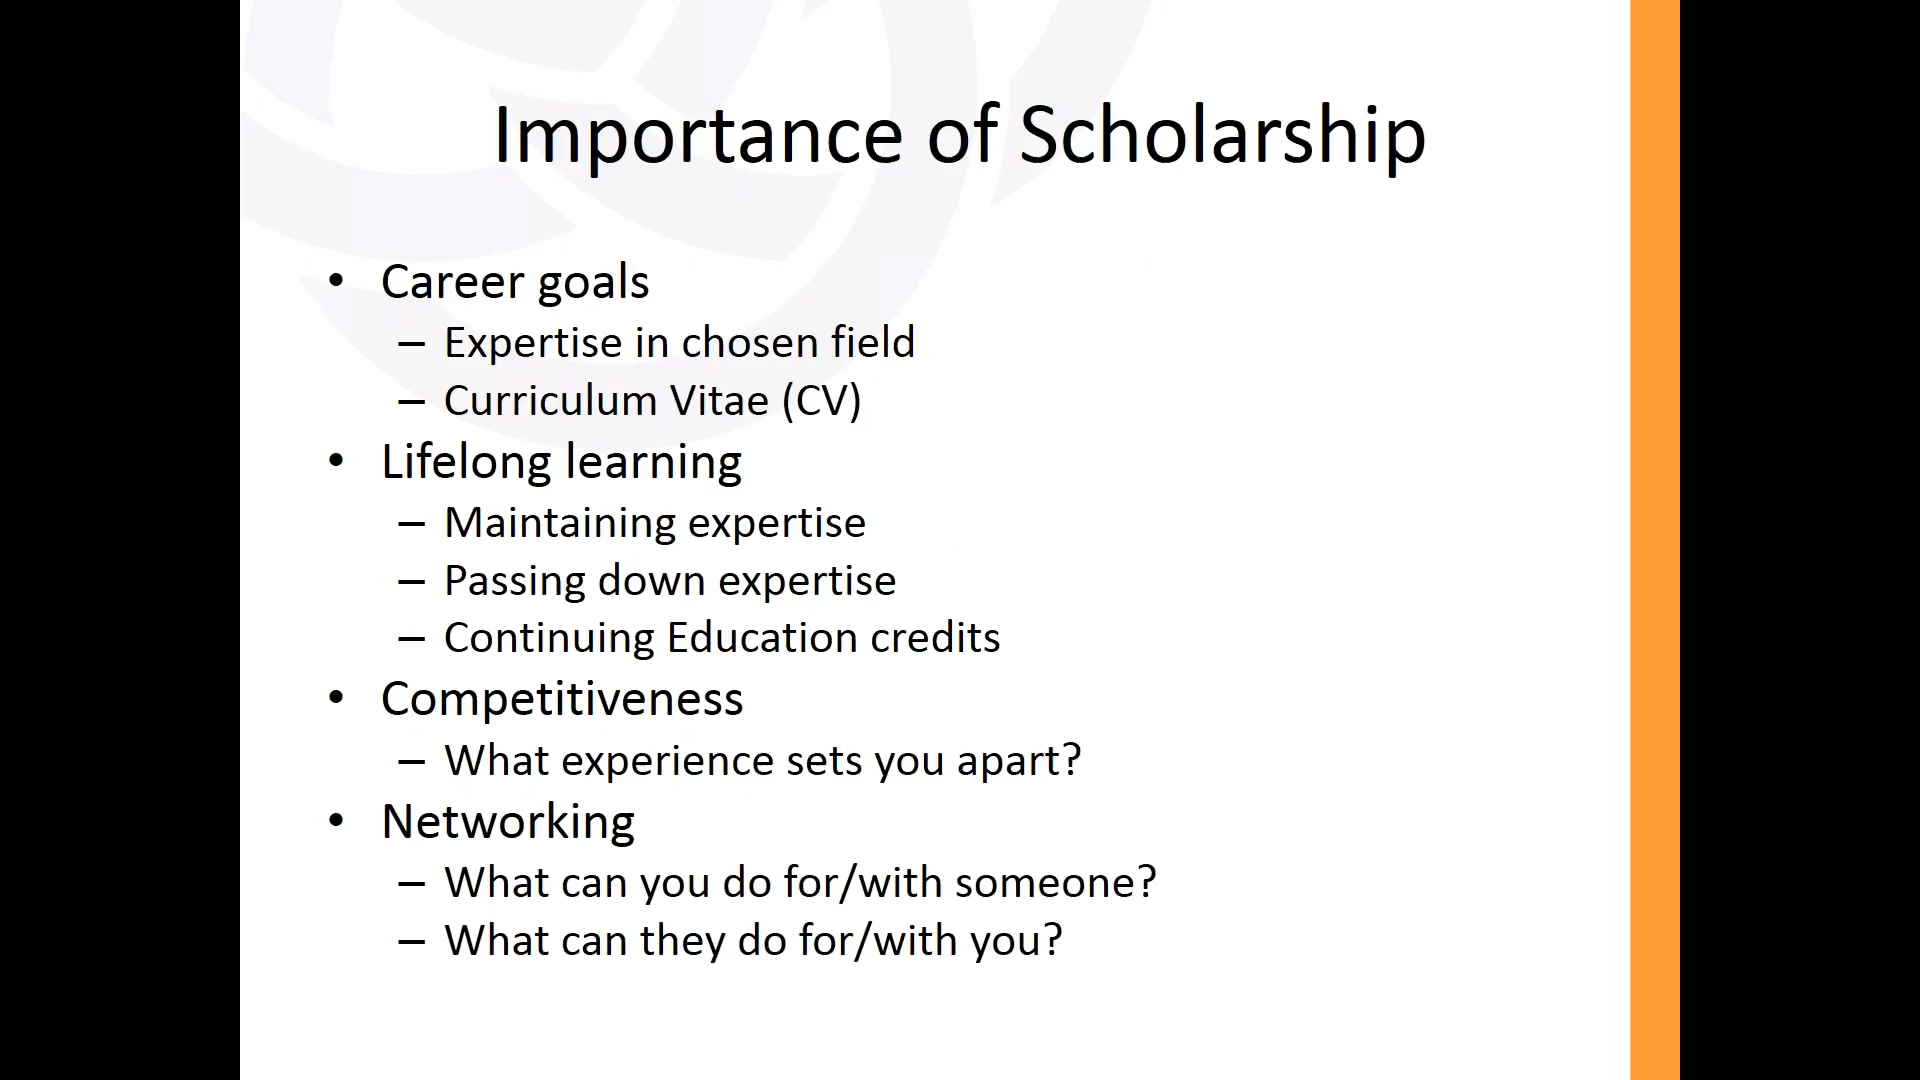 Importance of Scholarship
• Career goals
– Expertise in chosen field
– Curriculum Vitae (CV)
• Lifelong learning
– Maintaining expertise
– Passing down expertise
– Continuing Education credits
• Competitiveness
– What experience sets you apart?
• Networking
– What can you do for/with someone?
– What can they do for/with you?